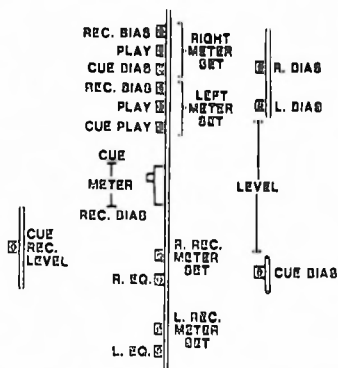 REC. BIAS
PLAY
CUE BIAS
RIGHT
METER
SET
REC. BIAS
PLAY
CUE PLAY
LEFT
METER
SET
R. BIAS
L. BIAS
CUE
METER
REC. BIAS
LEVEL
CUE
REC.
LEVEL
R. REC.
METER
SET
R. EQ.
CUE BIAS
L. REC.
METER
SET
L. EQ.